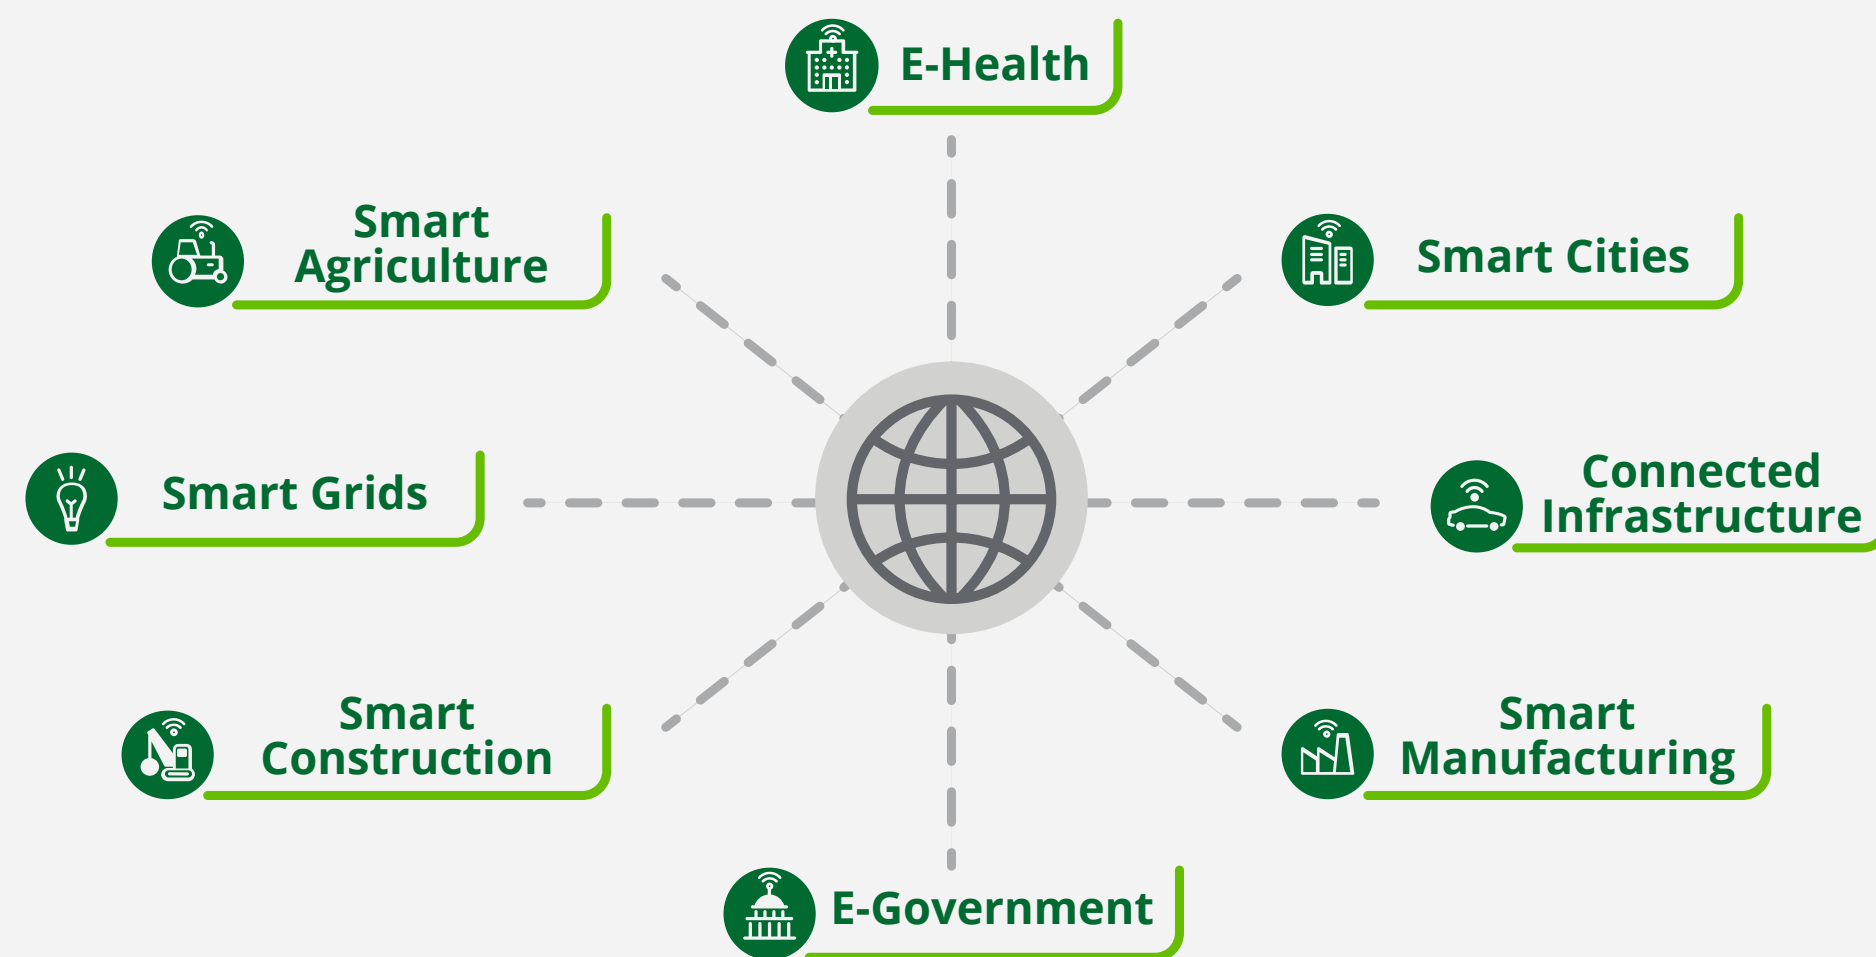 E-Health
Smart
Agriculture
Smart Cities
Smart Grids
Connected
Infrastructure
Smart
Construction
Smart
Manufacturing
E-Government